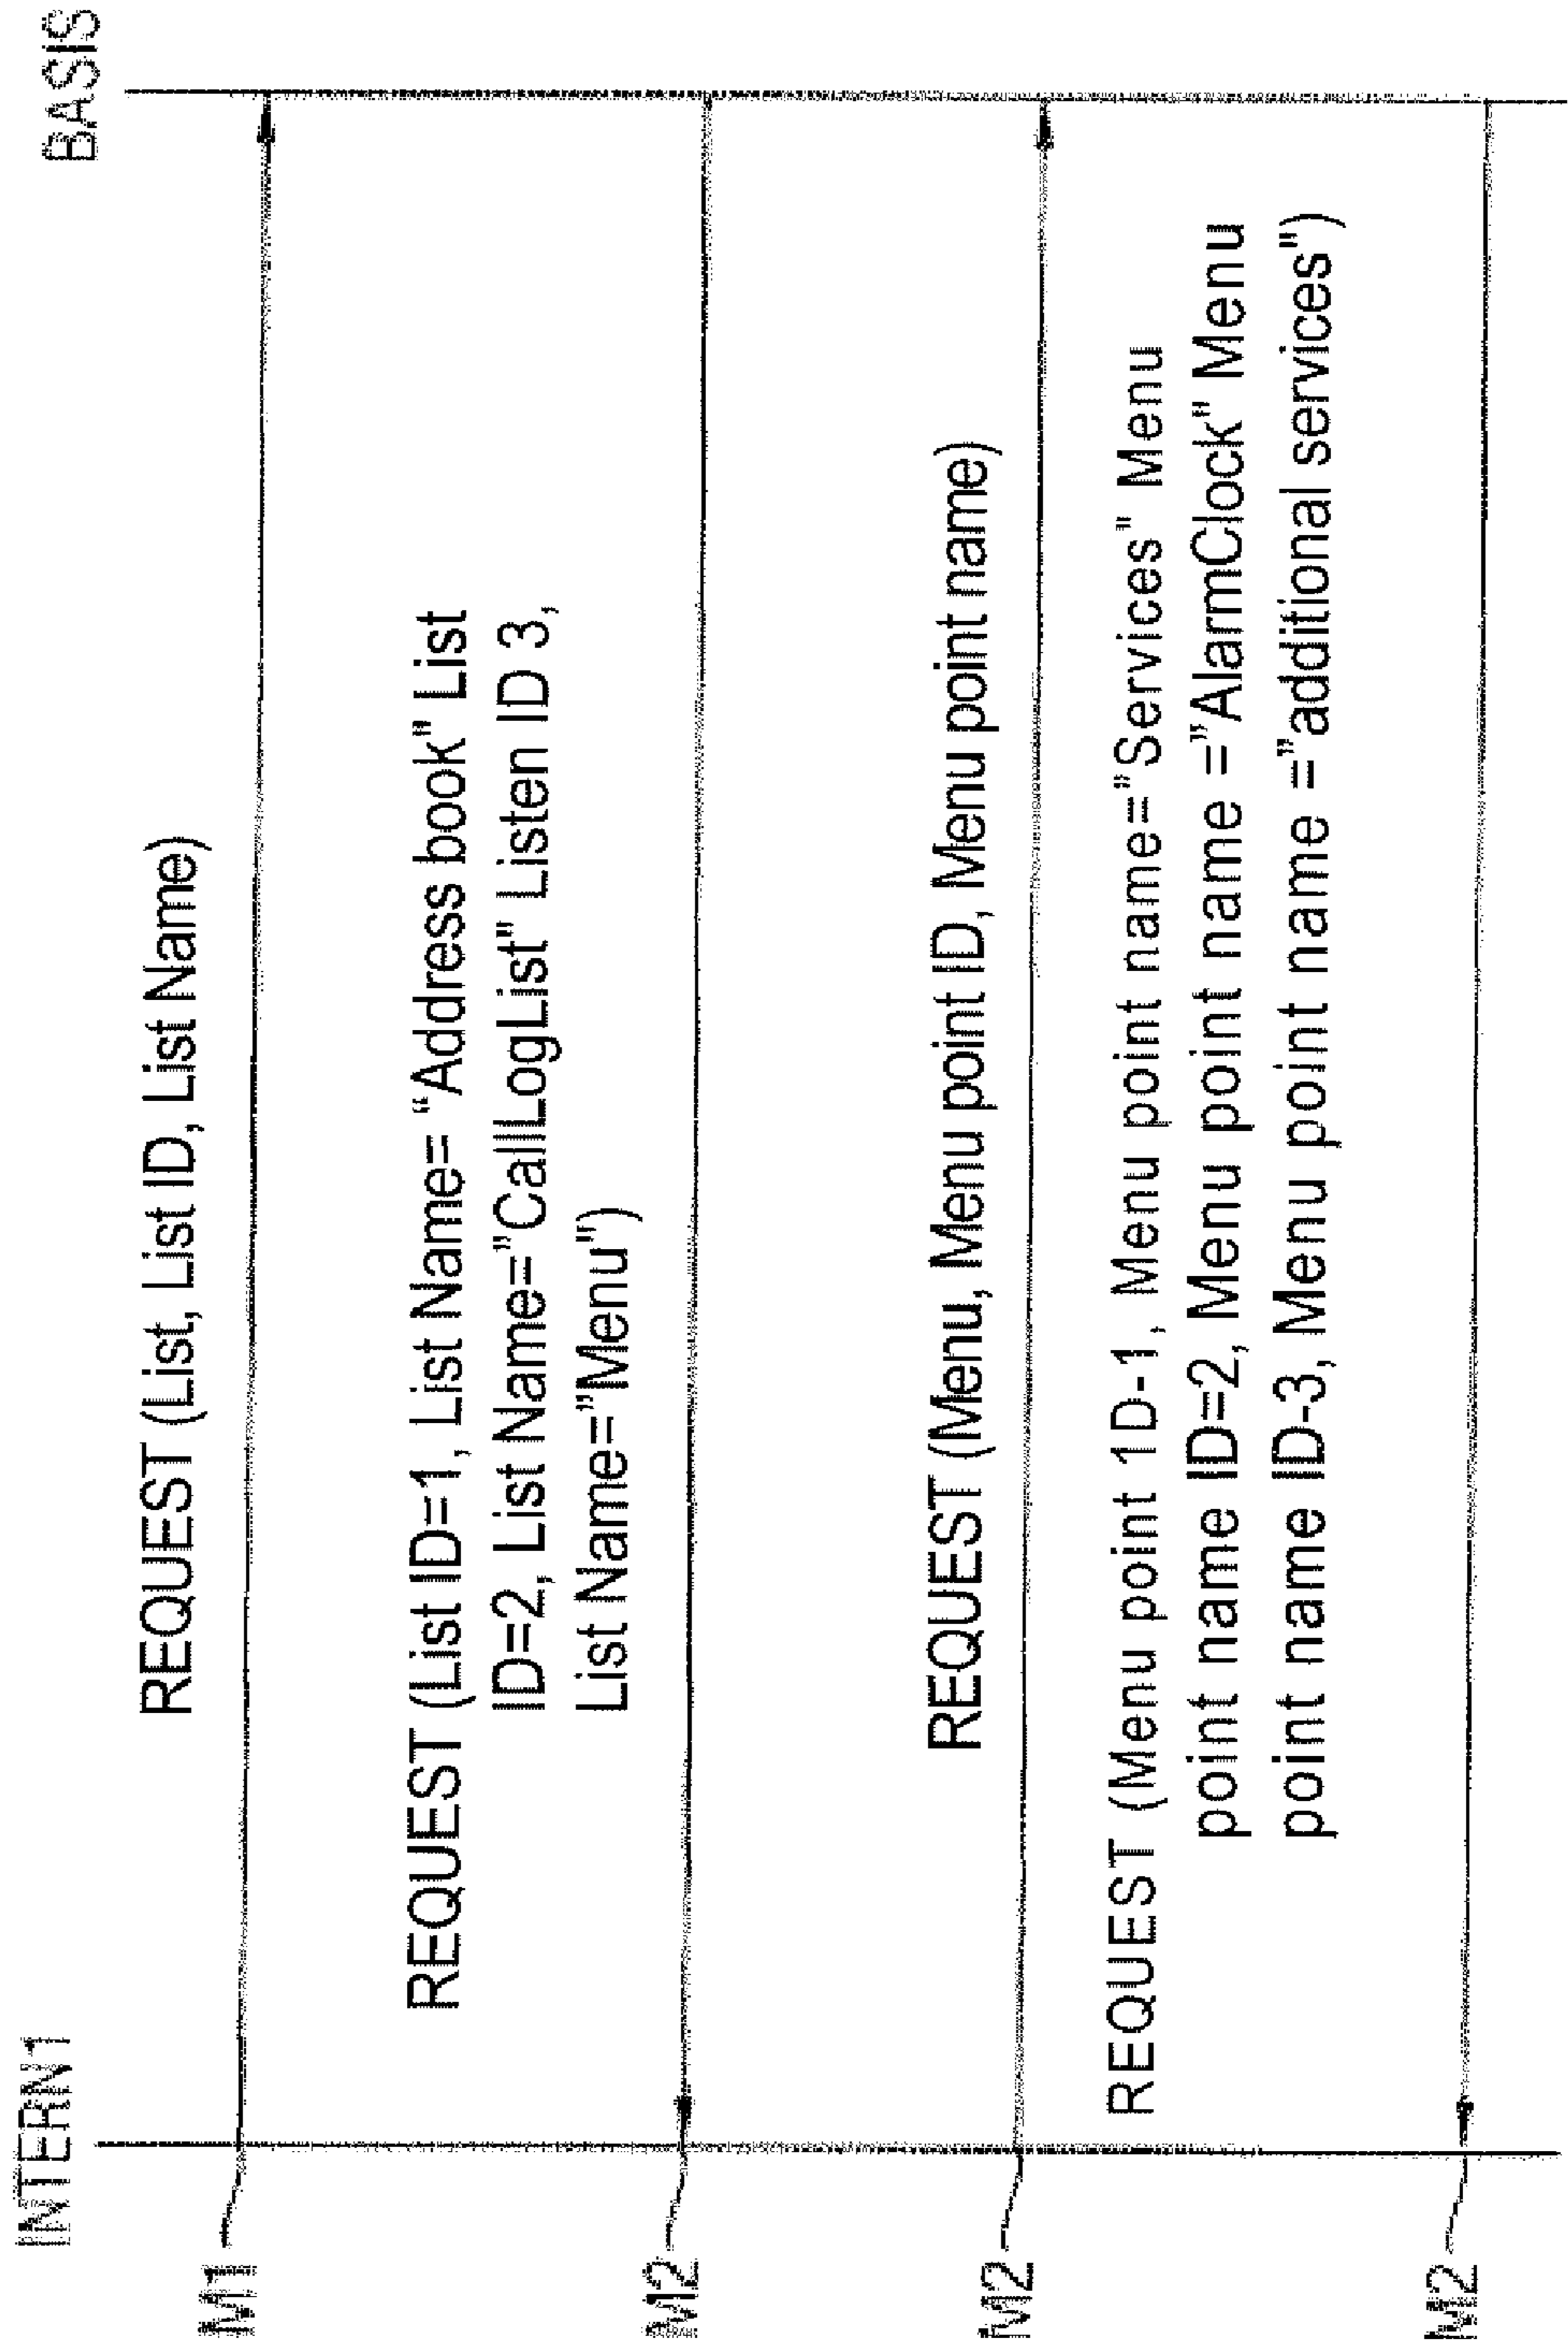 INTERN1
BASIS
M1
REQUEST (List, List ID, List Name)
REQUEST (List ID=1, List Name= "Address book" List
ID=2, List Name="CallLogList" Listen ID 3,
List Name="Menu")
M2
REQUEST (Menu, Menu point ID, Menu point name)
M2
REQUEST (Menu point 1D-1, Menu point name="Services" Menu
point name ID=2, Menu point name ="AlarmClock" Menu
point name ID-3, Menu point name ="additional services")
M2